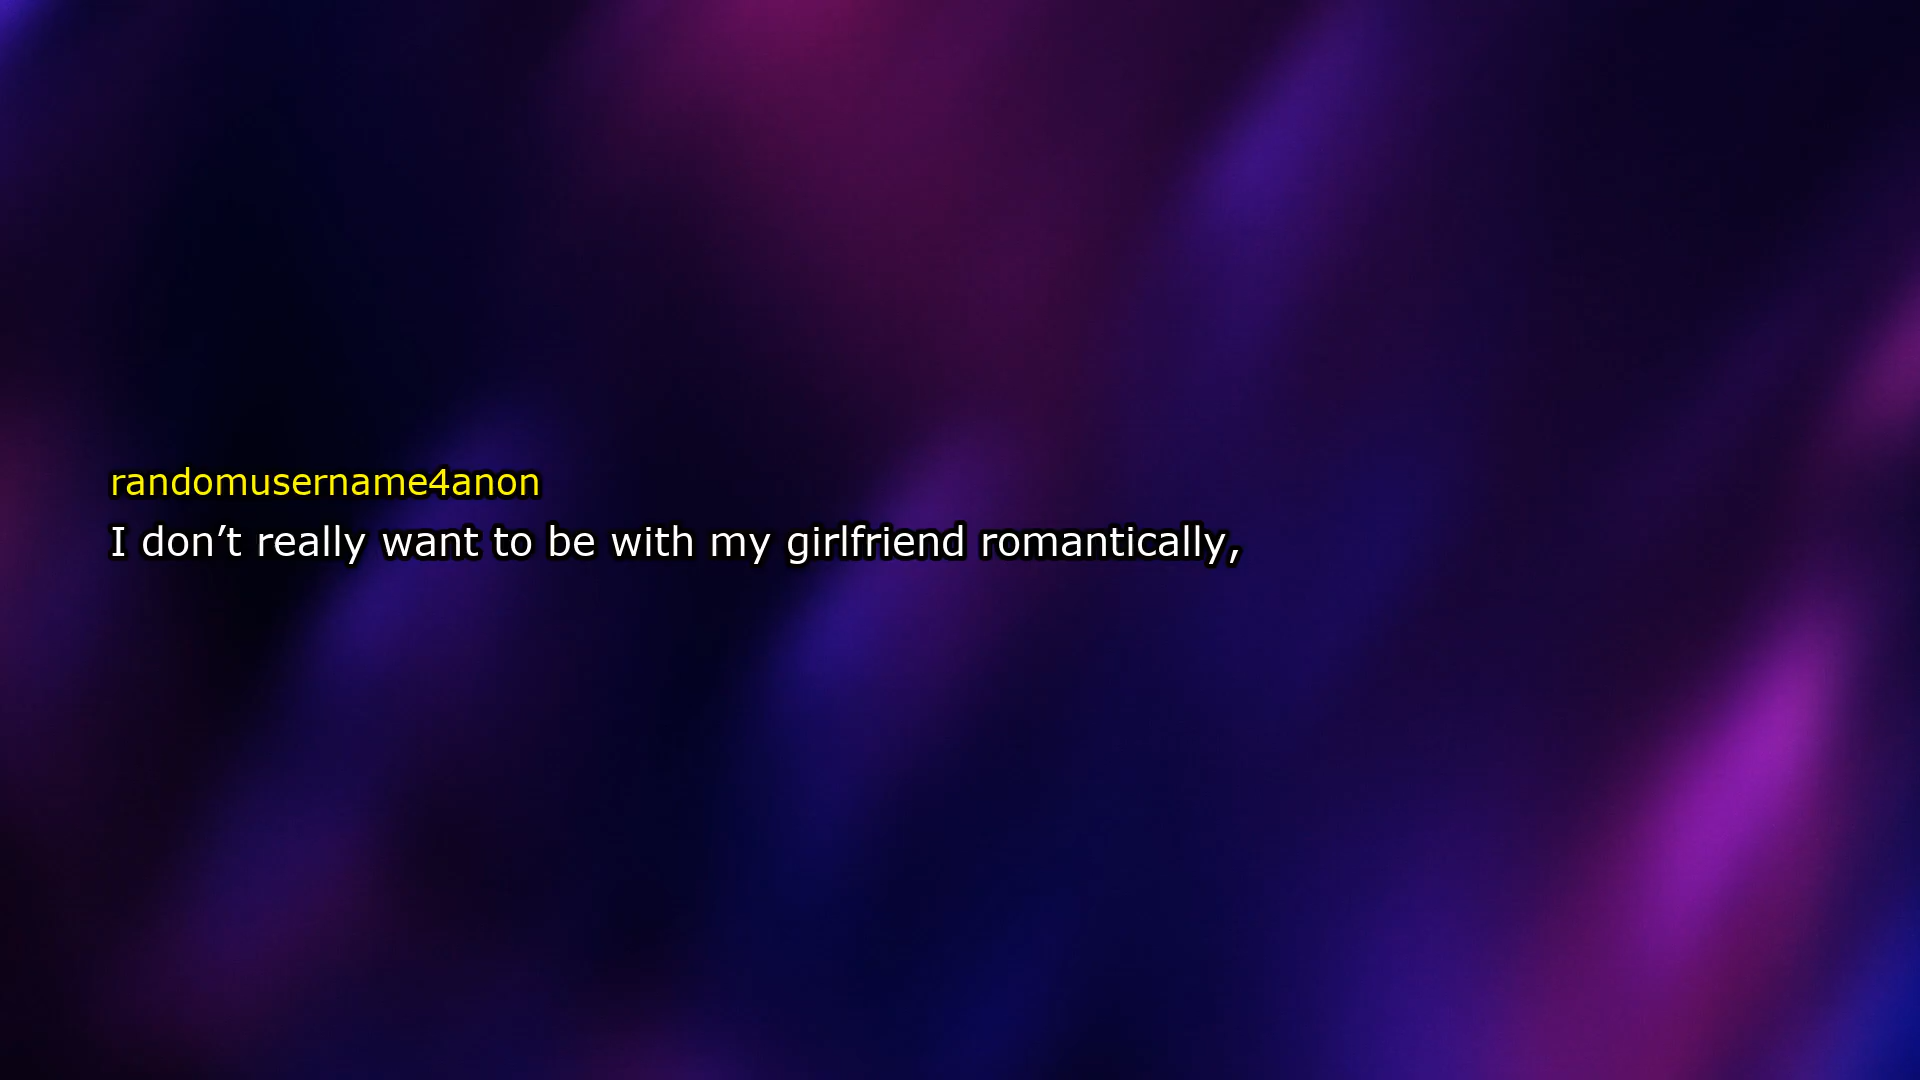 randomusername4anon
I don’t really want to be with my girlfriend romantically,